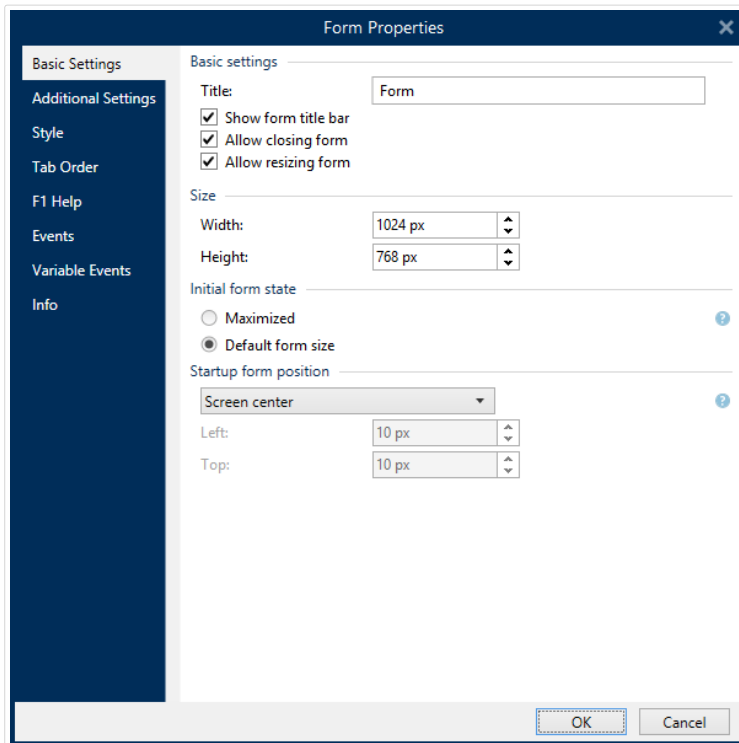 Form Properties
Basic Settings
Additional Settings
Style
Tab Order
F1 Help
Events
Variable Events
Info
Basic settings
Title: Form
Show form title bar
Allow closing form
Allow resizing form
Size
Width: 1024 px
Height: 768 px
Initial form state
Maximized
?
Default form size
Startup form position
Screen center
?
Left: 10 px
Top: 10 px
OK Cancel